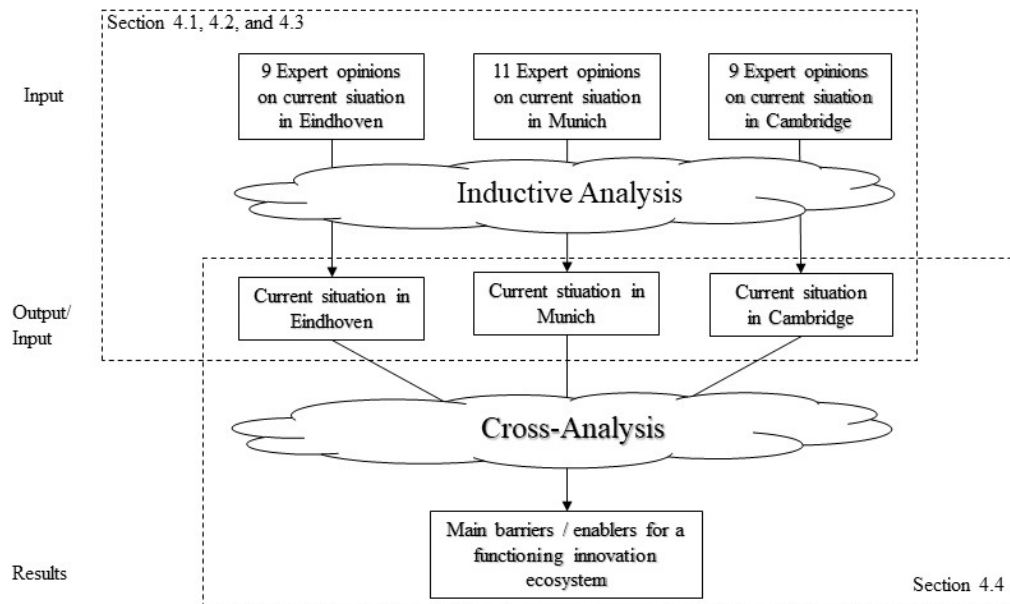 Section 4.1, 4.2, and 4.3
Input
9 Expert opinions
on current siuation
in Eindhoven
11 Expert opinions
on current siuation
in Munich
9 Expert opinions
on current siuation
in Cambridge
Inductive Analysis
Output/
Input
Current situation in
Eindhoven
Current stiuation in
Munich
Current situation
in Cambridge
Cross-Analysis
Results
Main barriers / enablers for a
functioning innovation
ecosystem
Section 4.4